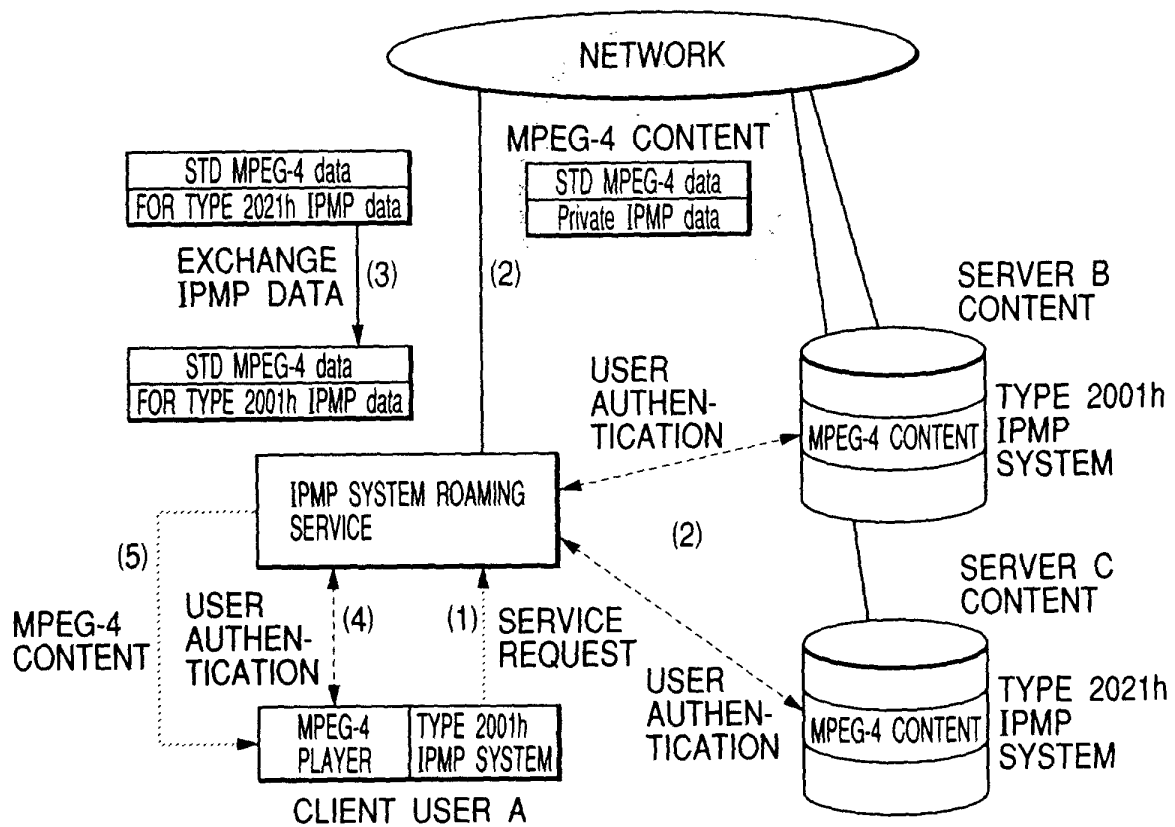 NETWORK
MPEG-4 CONTENT
STD MPEG-4 data
Private IPMP data
STD MPEG-4 data
FOR TYPE 2021h IPMP data
EXCHANGE
IPMP DATA
(3)
(2)
STD MPEG-4 data
FOR TYPE 2001h IPMP data
SERVER B
CONTENT
USER
AUTHEN-
TICATION
MPEG-4 CONTENT
TYPE 2001h
IPMP
SYSTEM
IPMP SYSTEM ROAMING
SERVICE
(2)
(5)
MPEG-4
CONTENT
USER
AUTHEN-
TICATION
(4)
(1)
SERVICE
REQUEST
SERVER C
CONTENT
USER
AUTHEN-
TICATION
MPEG-4 CONTENT
TYPE 2021h
IPMP
SYSTEM
MPEG-4
PLAYER
TYPE 2001h
IPMP SYSTEM
CLIENT USER A